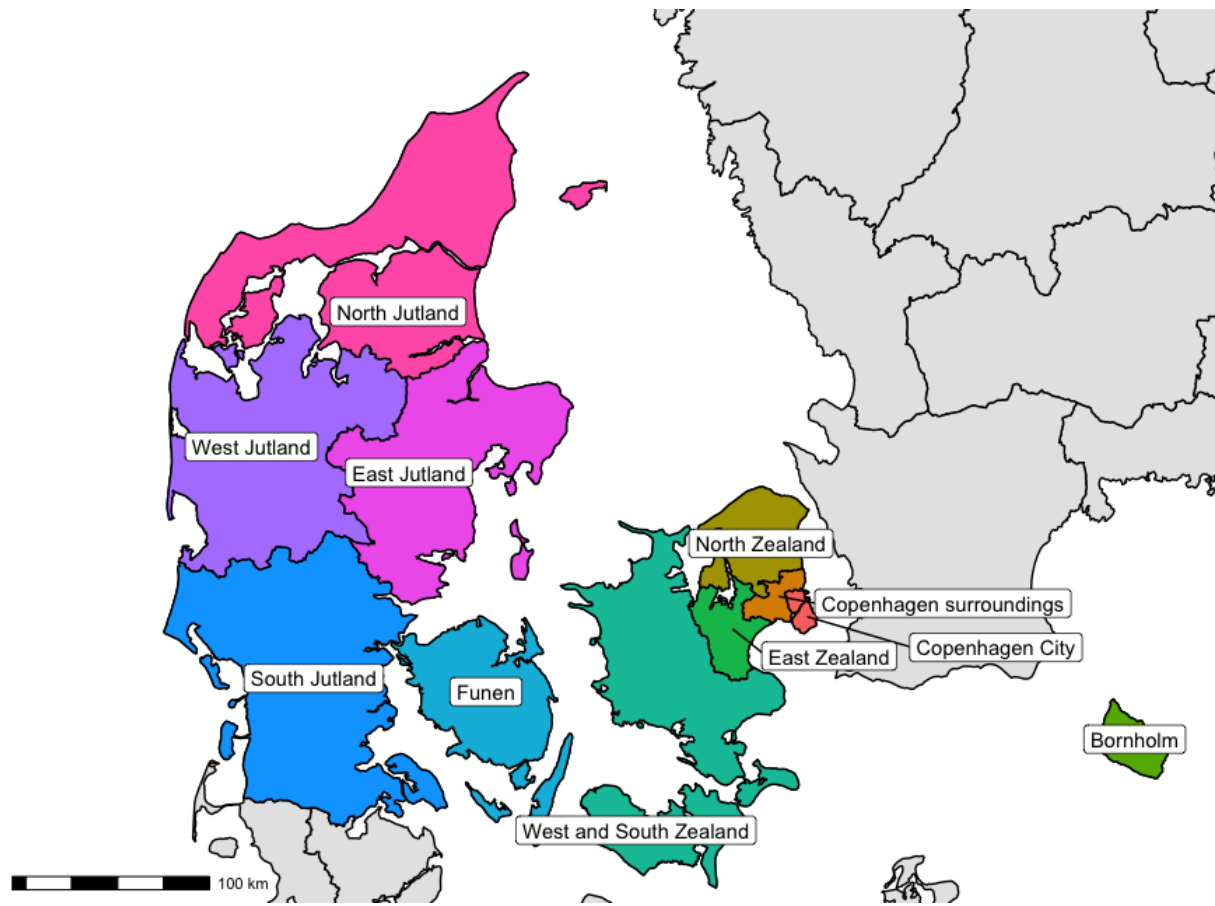 North Jutland
West Jutland
East Jutland
North Zealand
Copenhagen surroundings
Copenhagen City
East Zealand
South Jutland
Funen
Bornholm
West and South Zealand
100 km